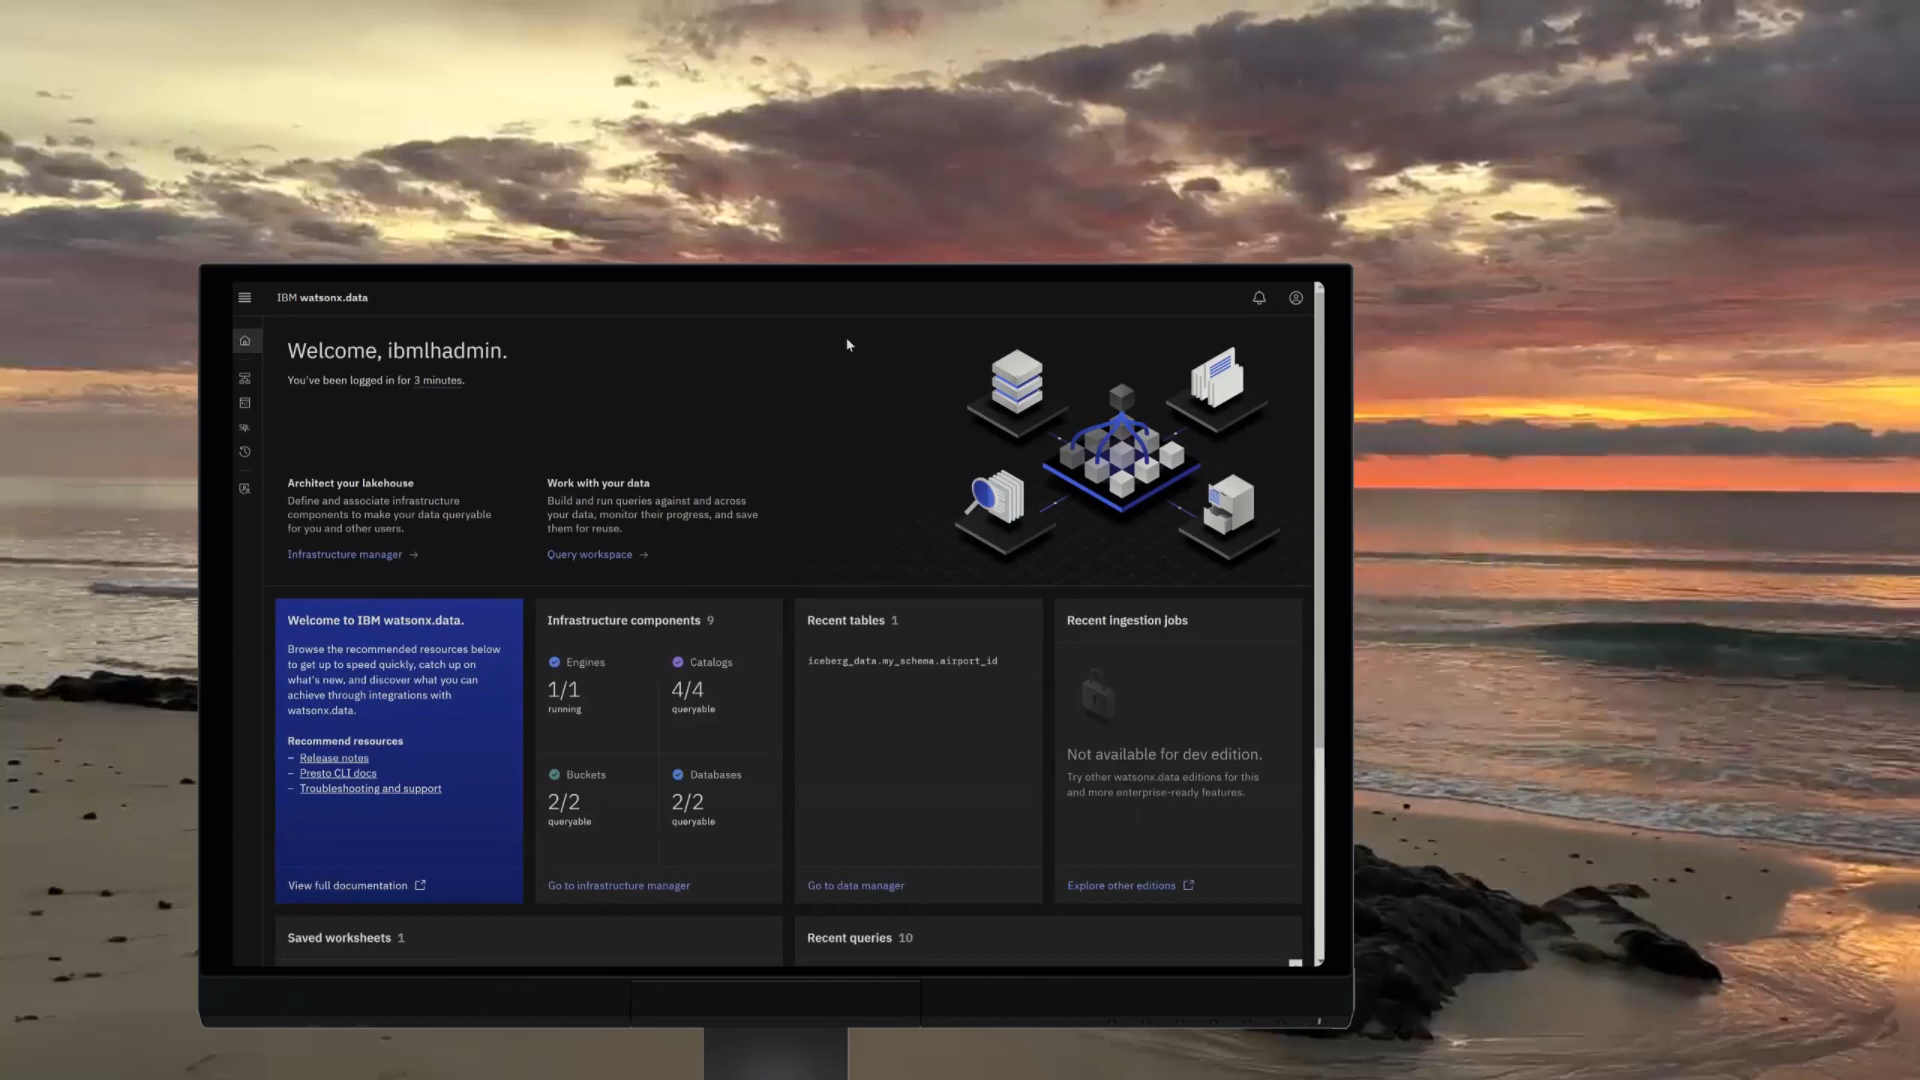 IBM watsonx.data
Welcome, ibmlhadmin.
You've been logged in for 3 minutes.
Architect your lakehouse
Define and associate infrastructure
components to make your data queryable
for you and other users.
Infrastructure manager →
Work with your data
Build and run queries against and across
your data, monitor their progress, and save
them for reuse.
Query workspace →
Welcome to IBM watsonx.data.
Browse the recommended resources below
to get up to speed quickly, catch up on
what's new, and discover what you can
achieve through integrations with
watsonx.data.
Recommend resources
– Release notes
– Presto CLI docs
– Troubleshooting and support
View full documentation
Infrastructure components 9
Engines
1/1
running
Catalogs
4/4
queryable
Buckets
2/2
queryable
Databases
2/2
queryable
Go to infrastructure manager
Recent tables 1
iceberg_data.my_schema.airport_id
Go to data manager
Recent ingestion jobs
Not available for dev edition.
Try other watsonx.data editions for this
and more enterprise-ready features.
Explore other editions
Saved worksheets 1
Recent queries 10
SQL